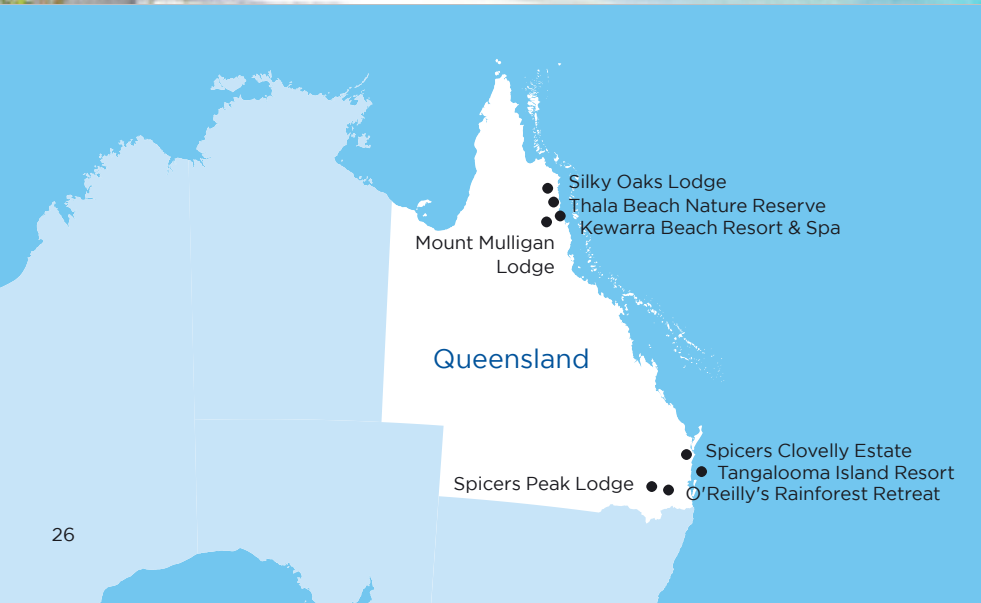 Silky Oaks Lodge
Thala Beach Nature Reserve
Kewarra Beach Resort & Spa
Mount Mulligan
Lodge
Queensland
Spicers Clovelly Estate
Tangalooma Island Resort
Spicers Peak Lodge
O'Reilly's Rainforest Retreat
26